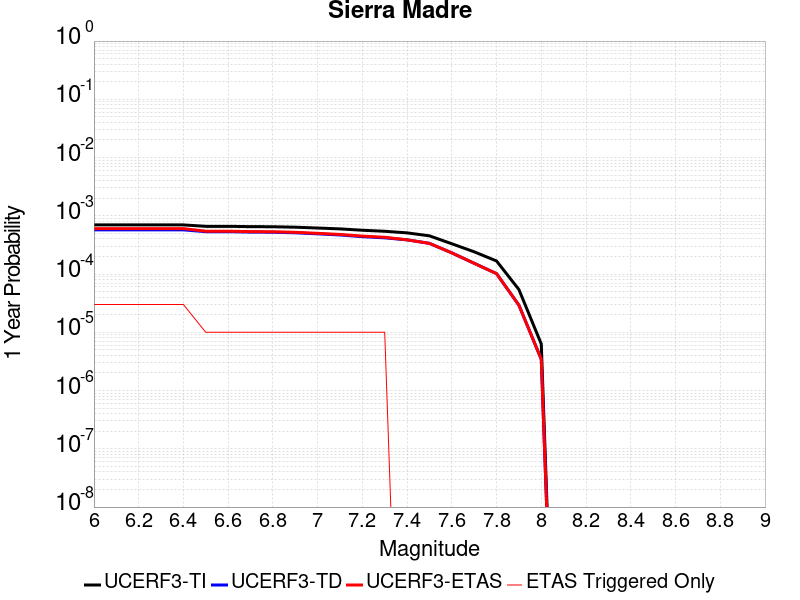 Sierra Madre
10^0
10^-1
10^-2
10^-3
10^-4
10^-5
10^-6
10^-7
10^-8
1 Year Probability
6 6.2 6.4 6.6 6.8 7 7.2 7.4 7.6 7.8 8 8.2 8.4 8.6 8.8 9
Magnitude
UCERF3-TI UCERF3-TD UCERF3-ETAS ETAS Triggered Only